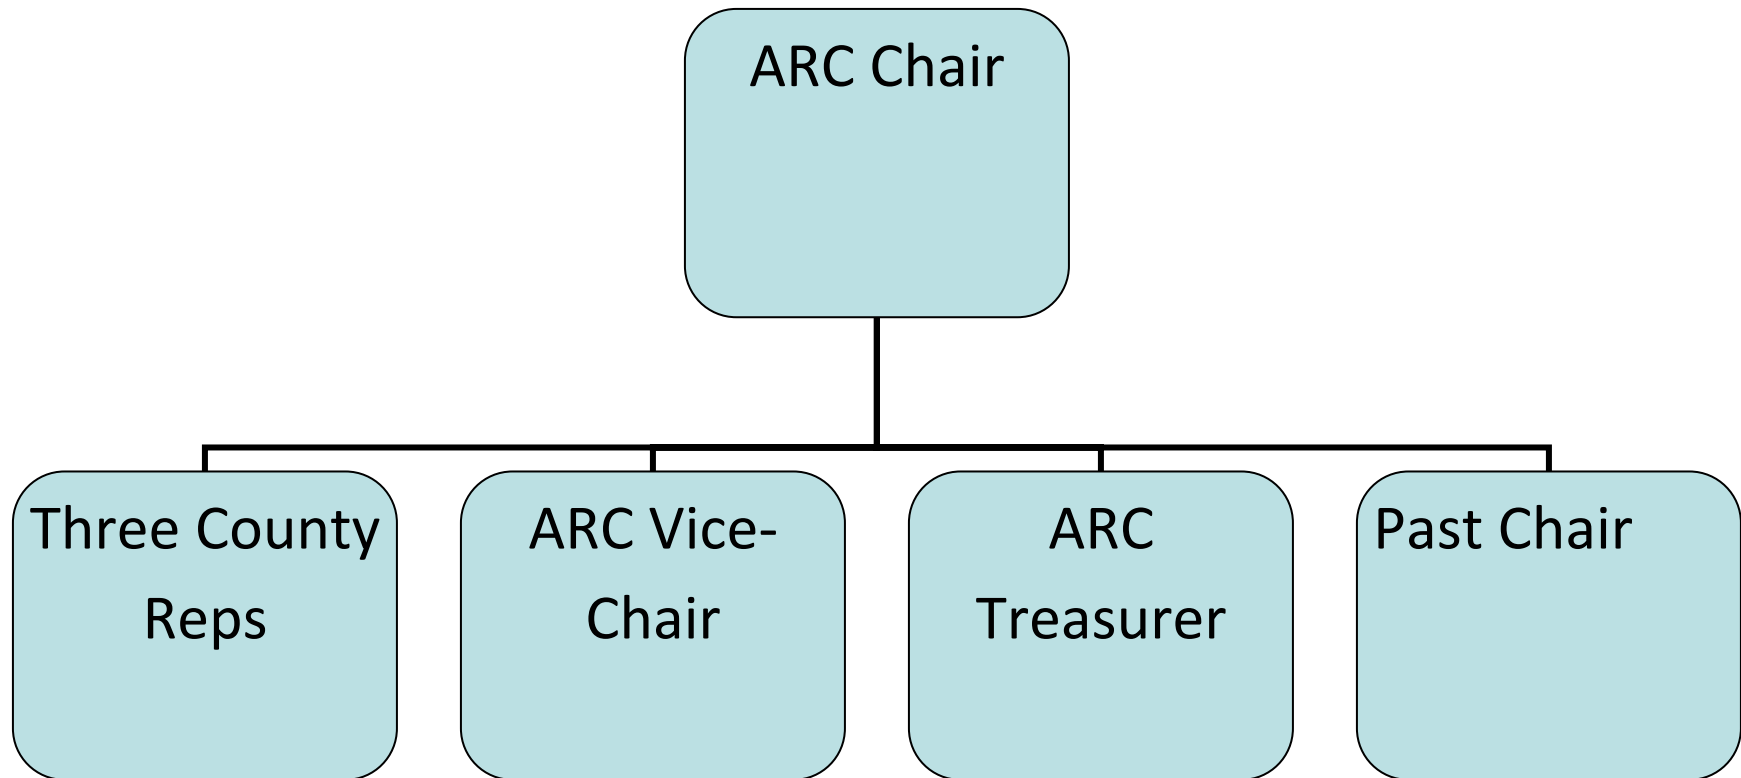 ARC Chair
Three County
Reps
ARC Vice-
Chair
ARC
Treasurer
Past Chair